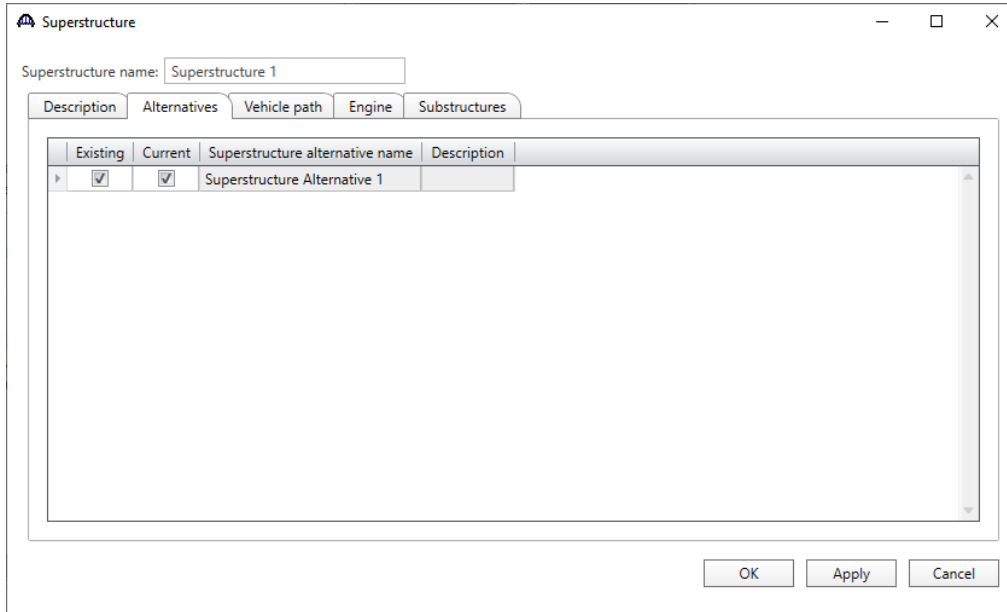 Superstructure
Superstructure name: Superstructure 1
Description Alternatives Vehicle path Engine Substructures
Existing Current Superstructure alternative name Description
Superstructure Alternative 1
OK Apply Cancel